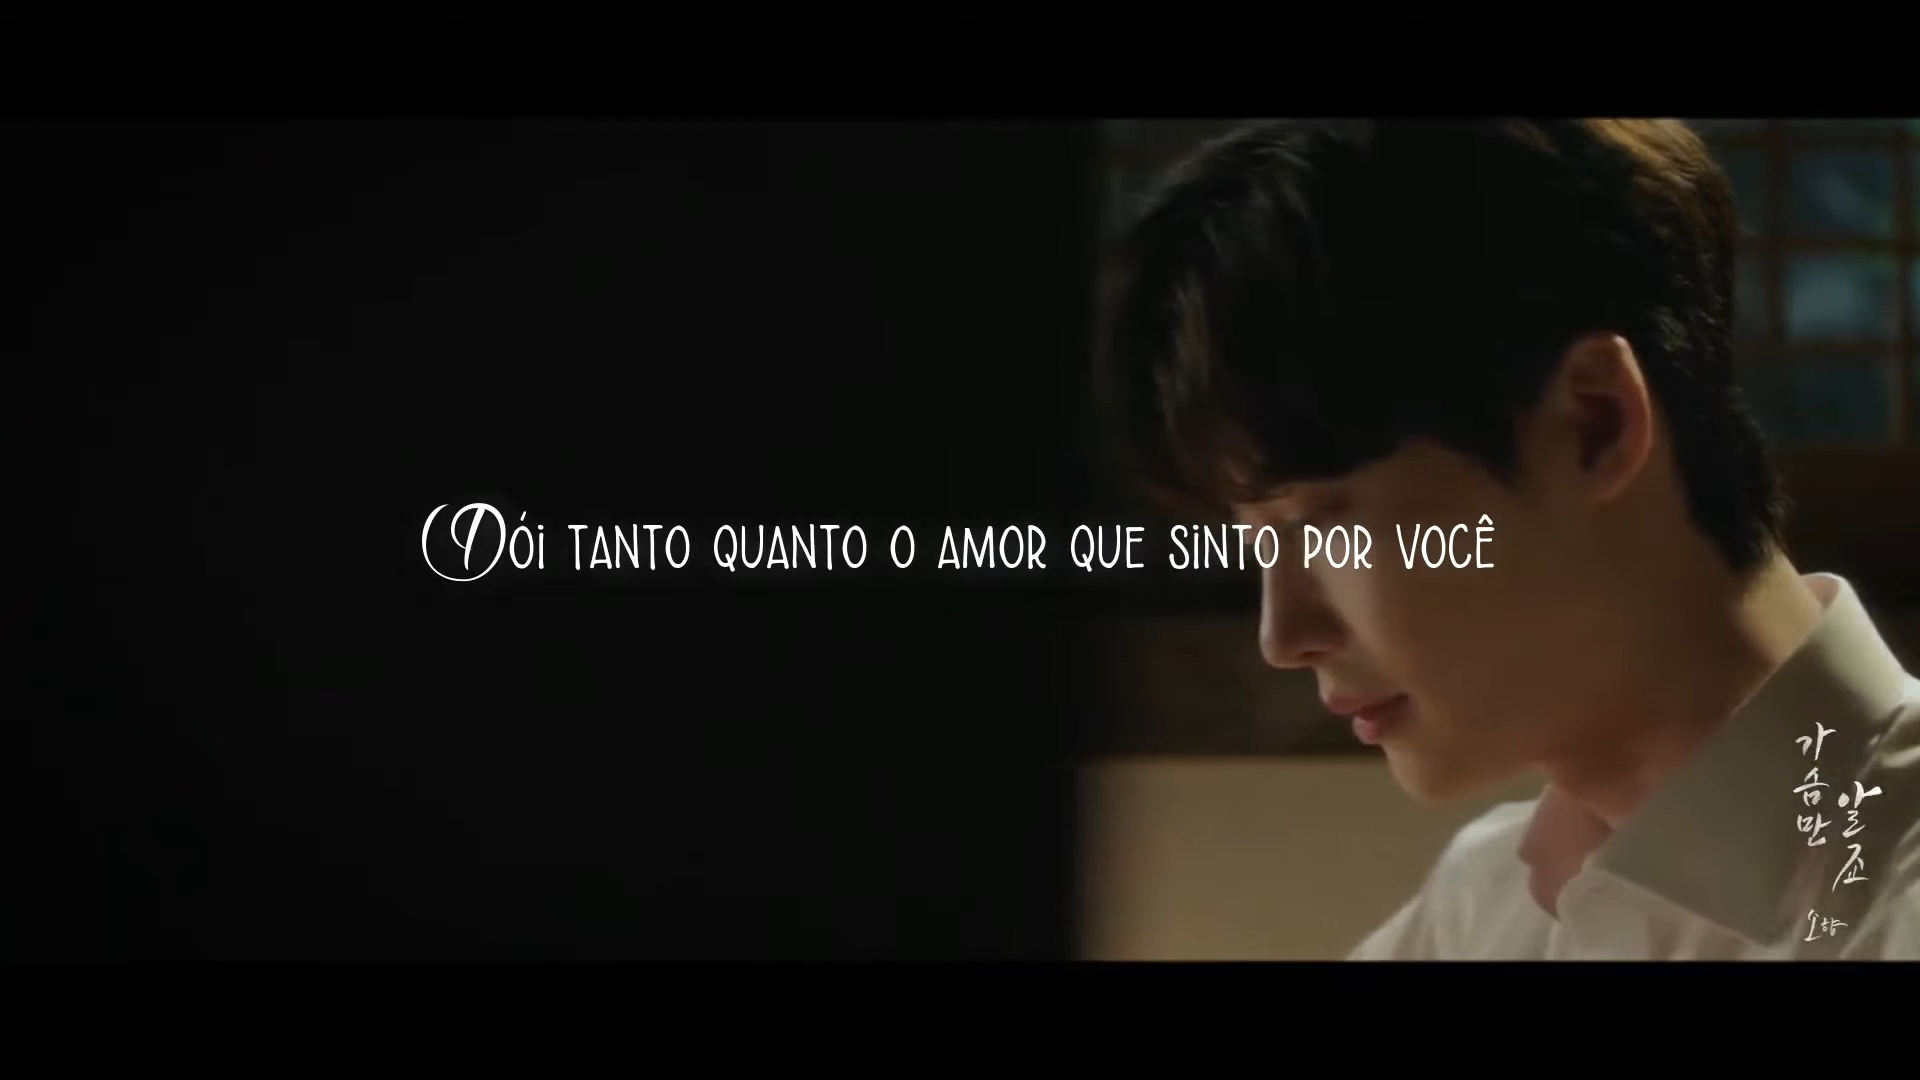 Dói tanto quanto o amor que sinto por você
가슴만
알죠
소향